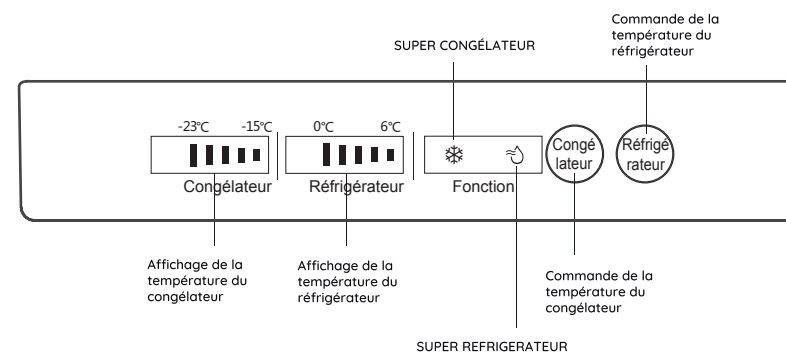 Commande de la
température du
réfrigérateur
SUPER CONGÉLATEUR
-23℃ -15℃ 0℃ 6℃
Congé
lateur
Réfrigé
rateur
Congélateur Réfrigérateur Fonction
Affichage de la
température du
congélateur
Affichage de la
température du
réfrigérateur
Commande de la
température du
congélateur
SUPER REFRIGERATEUR